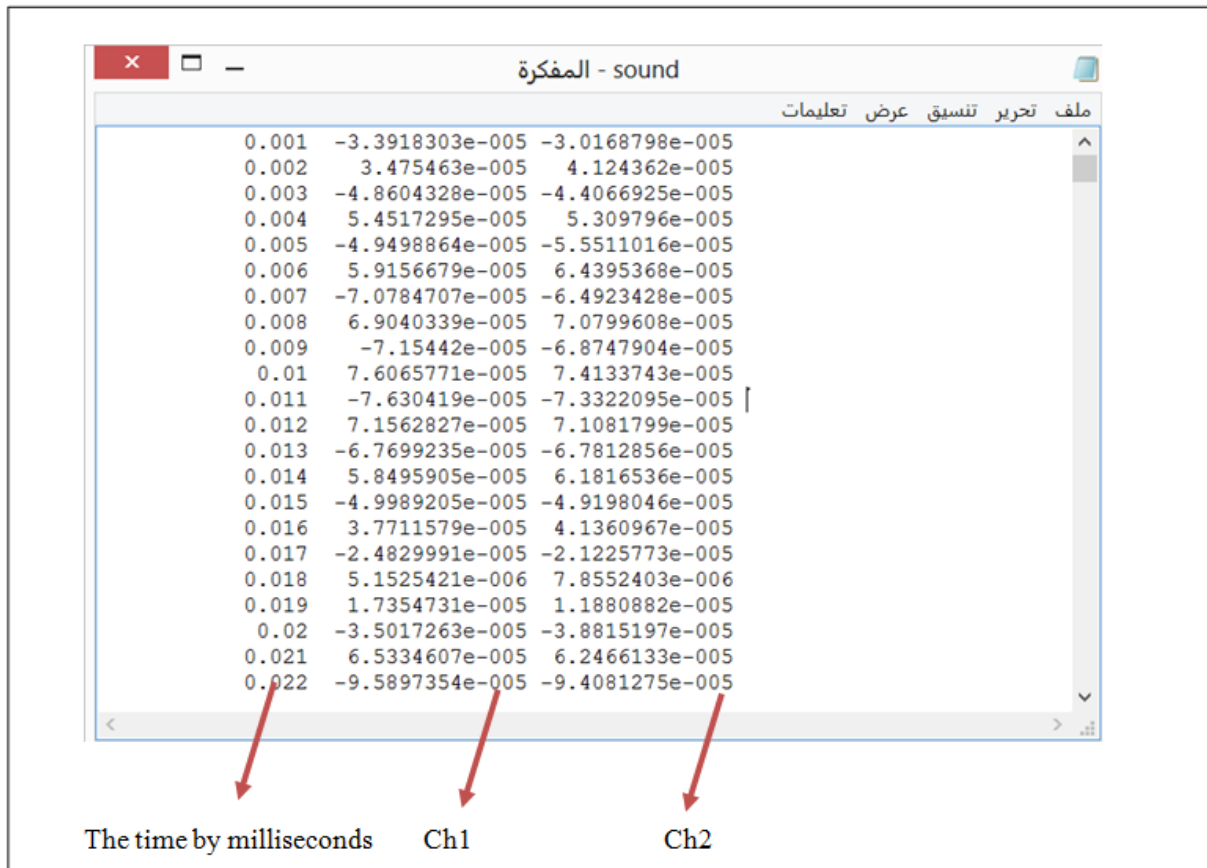 sound - المفكرة
ملف تحرير تنسيق عرض تعليمات
0.001 -3.3918303e-005 -3.0168798e-005
0.002 3.475463e-005 4.124362e-005
0.003 -4.8604328e-005 -4.4066925e-005
0.004 5.4517295e-005 5.309796e-005
0.005 -4.9498864e-005 -5.5511016e-005
0.006 5.9156679e-005 6.4395368e-005
0.007 -7.0784707e-005 -6.4923428e-005
0.008 6.9040339e-005 7.0799608e-005
0.009 -7.15442e-005 -6.8747904e-005
0.01 7.6065771e-005 7.4133743e-005
0.011 -7.630419e-005 -7.3322095e-005
0.012 7.1562827e-005 7.1081799e-005
0.013 -6.7699235e-005 -6.7812856e-005
0.014 5.8495905e-005 6.1816536e-005
0.015 -4.9989205e-005 -4.9198046e-005
0.016 3.7711579e-005 4.1360967e-005
0.017 -2.4829991e-005 -2.1225773e-005
0.018 5.1525421e-006 7.8552403e-006
0.019 1.7354731e-005 1.1880882e-005
0.02 -3.5017263e-005 -3.8815197e-005
0.021 6.5334607e-005 6.2466133e-005
0.022 -9.5897354e-005 -9.4081275e-005
The time by milliseconds Ch1 Ch2